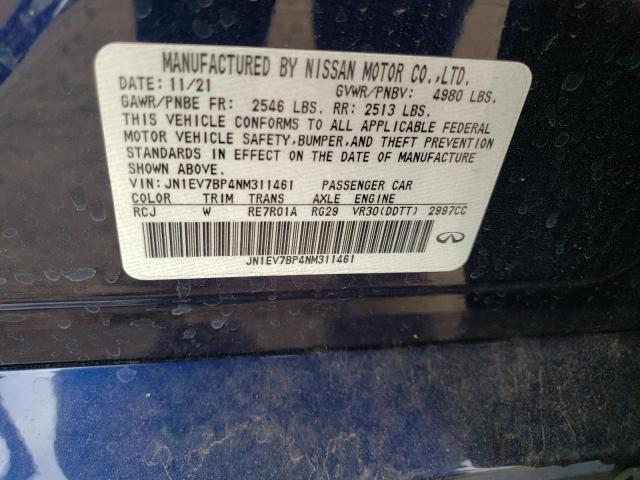 MANUFACTURED BY NISSAN MOTOR CO.,LTD.
DATE: 11/21 GVWR/PNBV: 4980 LBS.
GAWR/PNBE FR: 2546 LBS. RR: 2513 LBS.
THIS VEHICLE CONFORMS TO ALL APPLICABLE FEDERAL
MOTOR VEHICLE SAFETY,BUMPER,AND THEFT PREVENTION
STANDARDS IN EFFECT ON THE DATE OF MANUFACTURE
SHOWN ABOVE.
VIN: JN1EV7BP4NM311461 PASSENGER CAR
COLOR TRIM TRANS AXLE ENGINE
RCJ W RE7R01A RG29 VR30(DDTT) 2997CC
JN1EV7BP4NM311461